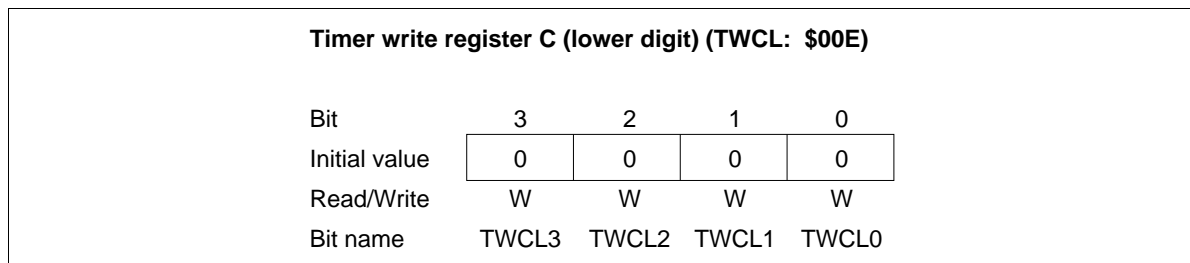 Timer write register C (lower digit) (TWCL: $00E)
Bit 3 2 1 0
Initial value 0 0 0 0
Read/Write W W W W
Bit name TWCL3 TWCL2 TWCL1 TWCL0